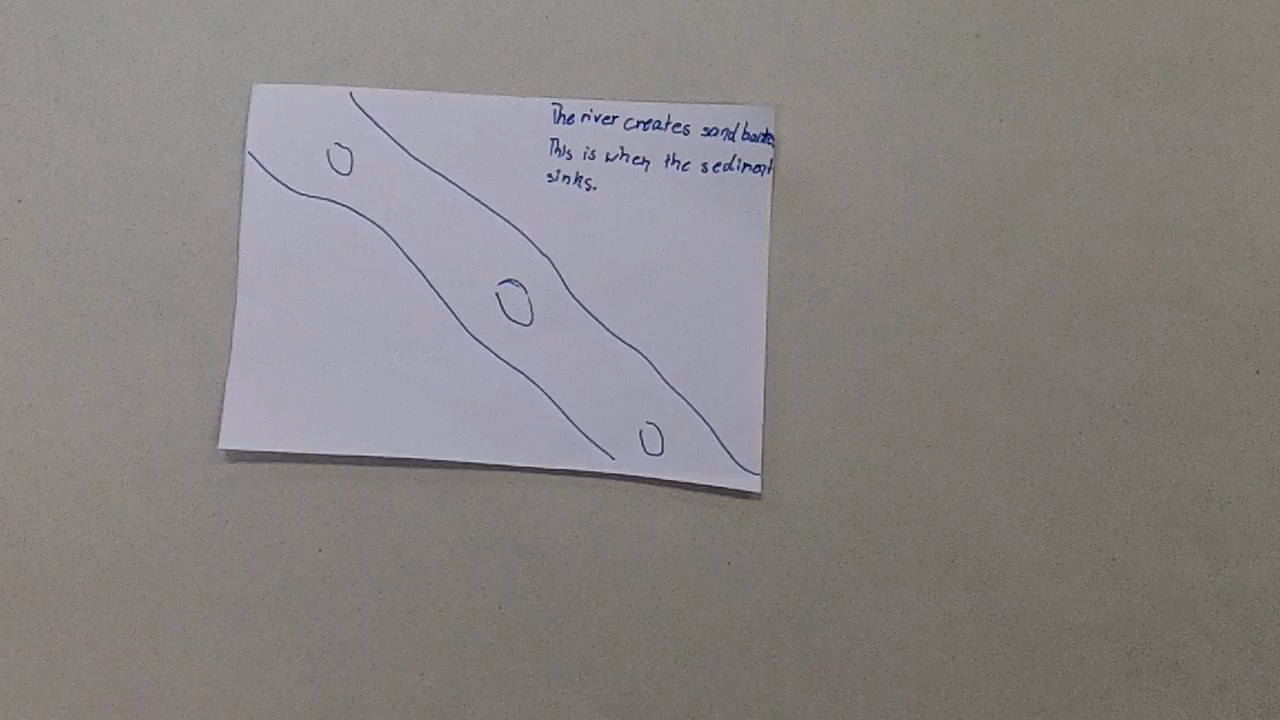 The river creates sand banks
This is when the sediment
sinks.